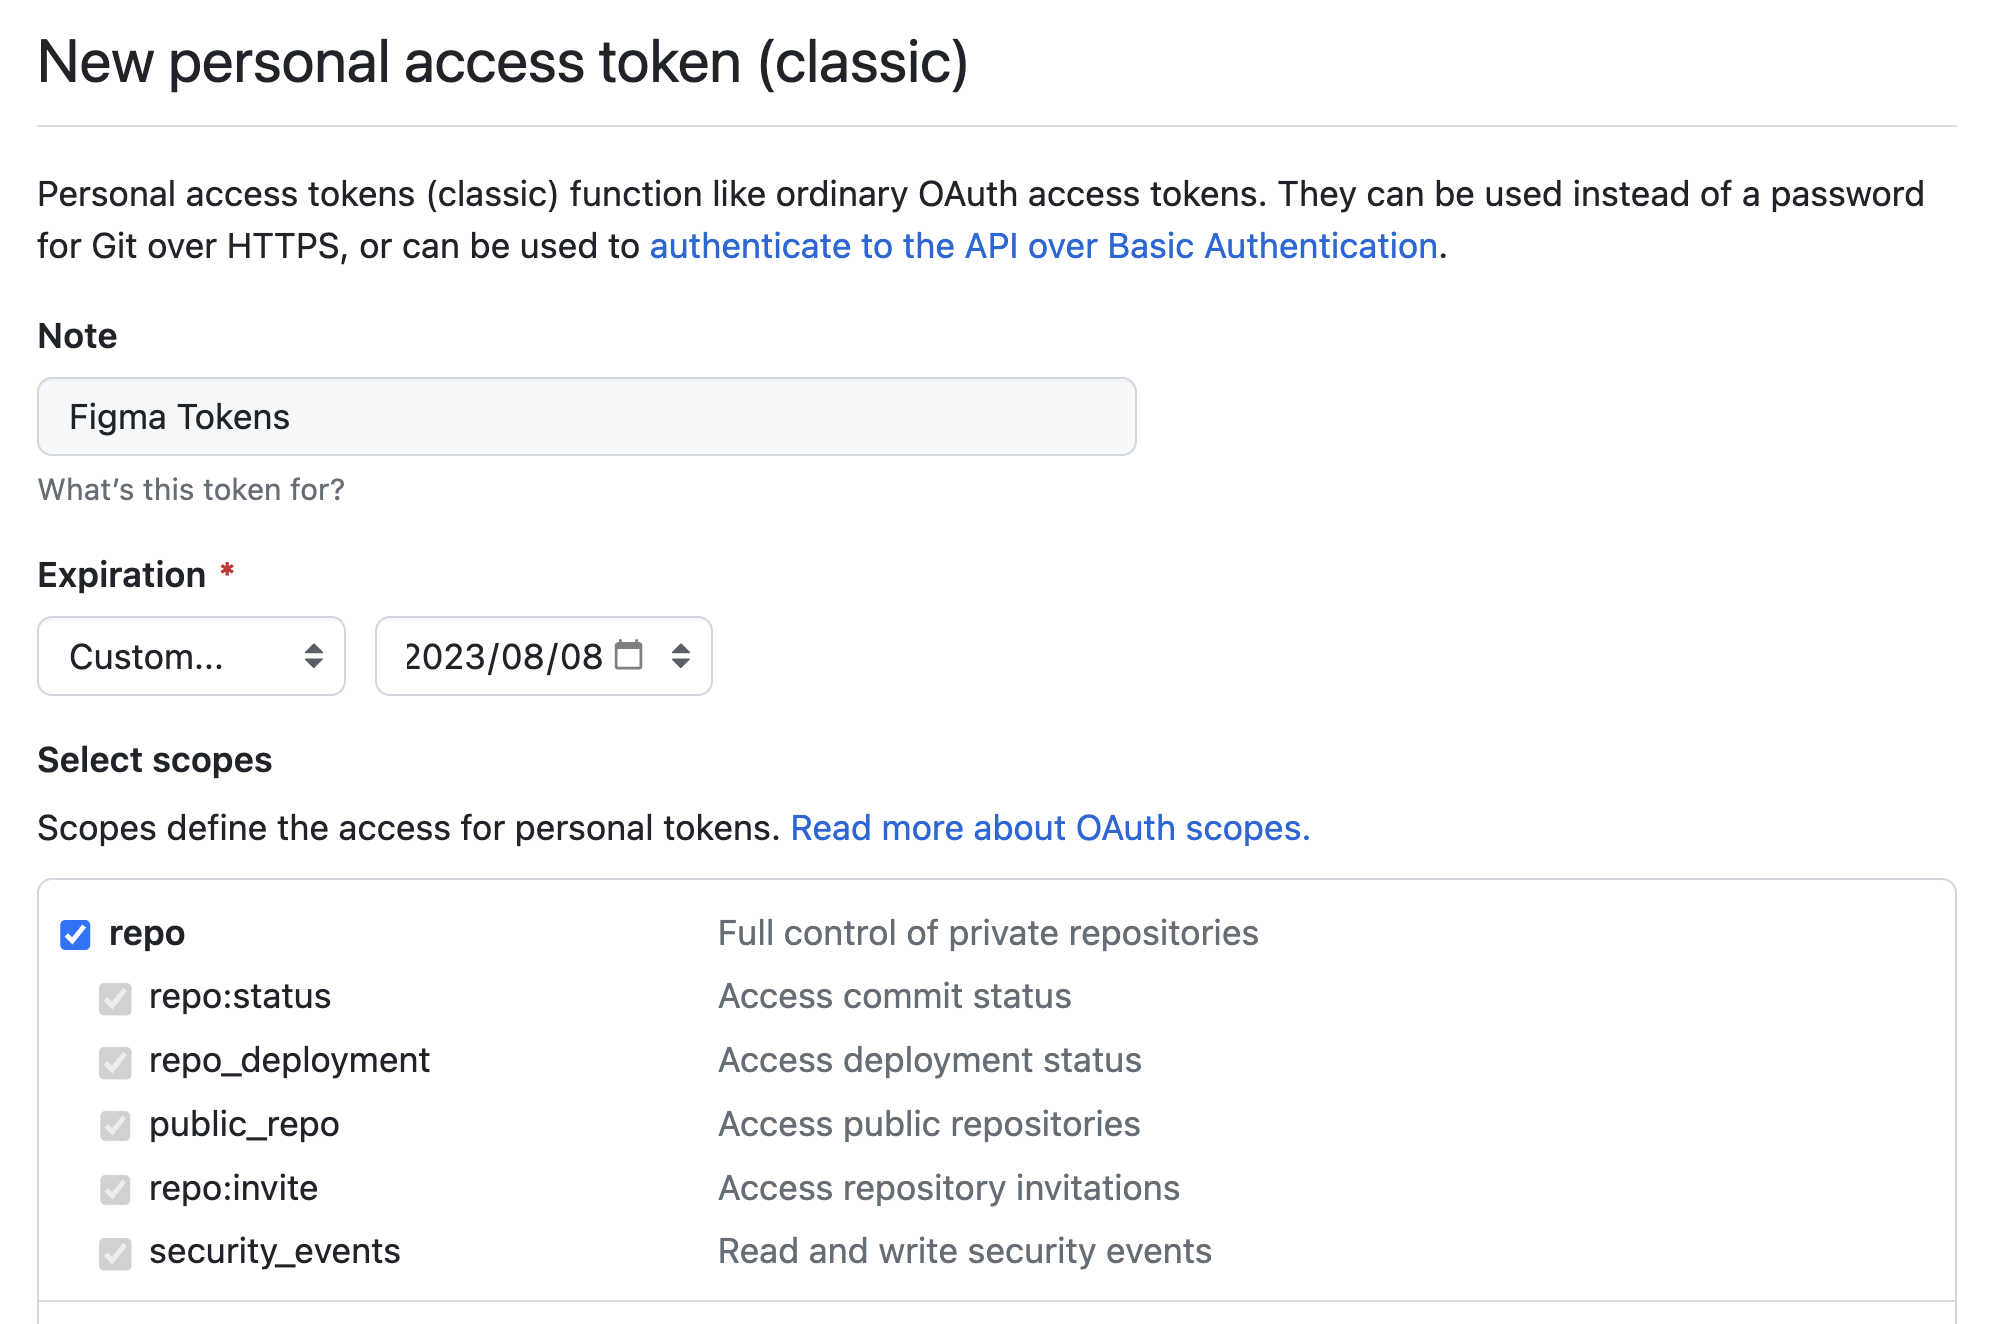 New personal access token (classic)
Personal access tokens (classic) function like ordinary OAuth access tokens. They can be used instead of a password
for Git over HTTPS, or can be used to authenticate to the API over Basic Authentication.
Note
Figma Tokens
What's this token for?
Expiration *
Custom... 2023/08/08
Select scopes
Scopes define the access for personal tokens. Read more about OAuth scopes.
repo Full control of private repositories
repo:status Access commit status
repo_deployment Access deployment status
public_repo Access public repositories
repo:invite Access repository invitations
security_events Read and write security events